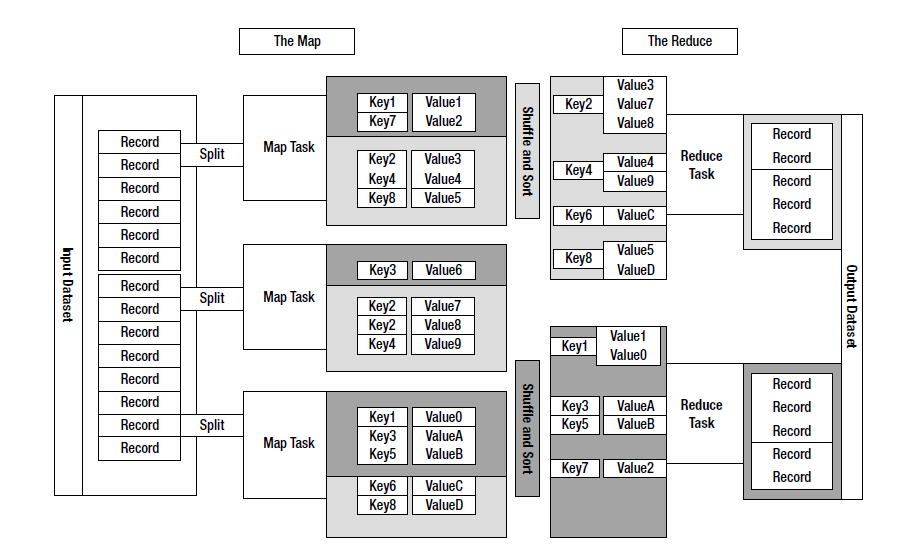 The Map
The Reduce
Input Dataset
Record
Record
Record
Record
Record
Record
Record
Record
Record
Record
Record
Record
Record
Record
Split
Split
Split
Map Task
Key1 Value1
Key7 Value2
Key2 Value3
Key4 Value4
Key8 Value5
Map Task
Key3 Value6
Key2 Value7
Key2 Value8
Key4 Value9
Map Task
Key1 Value0
Key3 ValueA
Key5 ValueB
Key6 ValueC
Key8 ValueD
Shuffle and Sort
Shuffle and Sort
Value3
Key2 Value7
Value8
Key4 Value4
Value9
Key6 ValueC
Key8 Value5
ValueD
Reduce
Task
Record
Record
Record
Record
Record
Key1 Value1
Value0
Key3 ValueA
Key5 ValueB
Key7 Value2
Reduce
Task
Record
Record
Record
Record
Record
Output Dataset